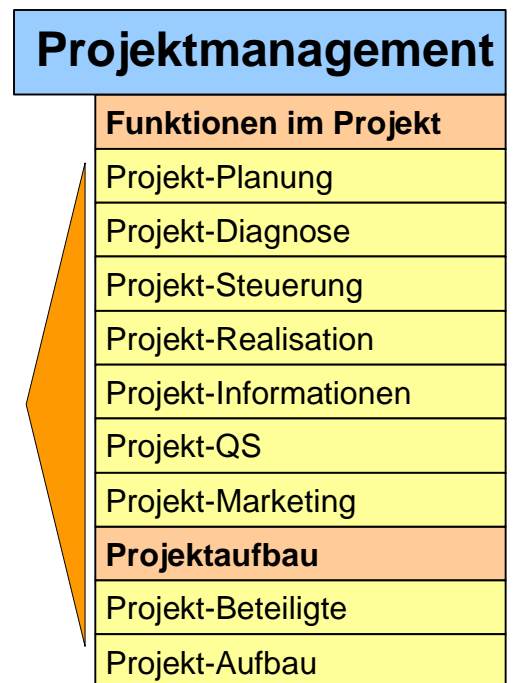 Projektmanagement
Funktionen im Projekt
Projekt-Planung
Projekt-Diagnose
Projekt-Steuerung
Projekt-Realisation
Projekt-Informationen
Projekt-QS
Projekt-Marketing
Projektaufbau
Projekt-Beteiligte
Projekt-Aufbau